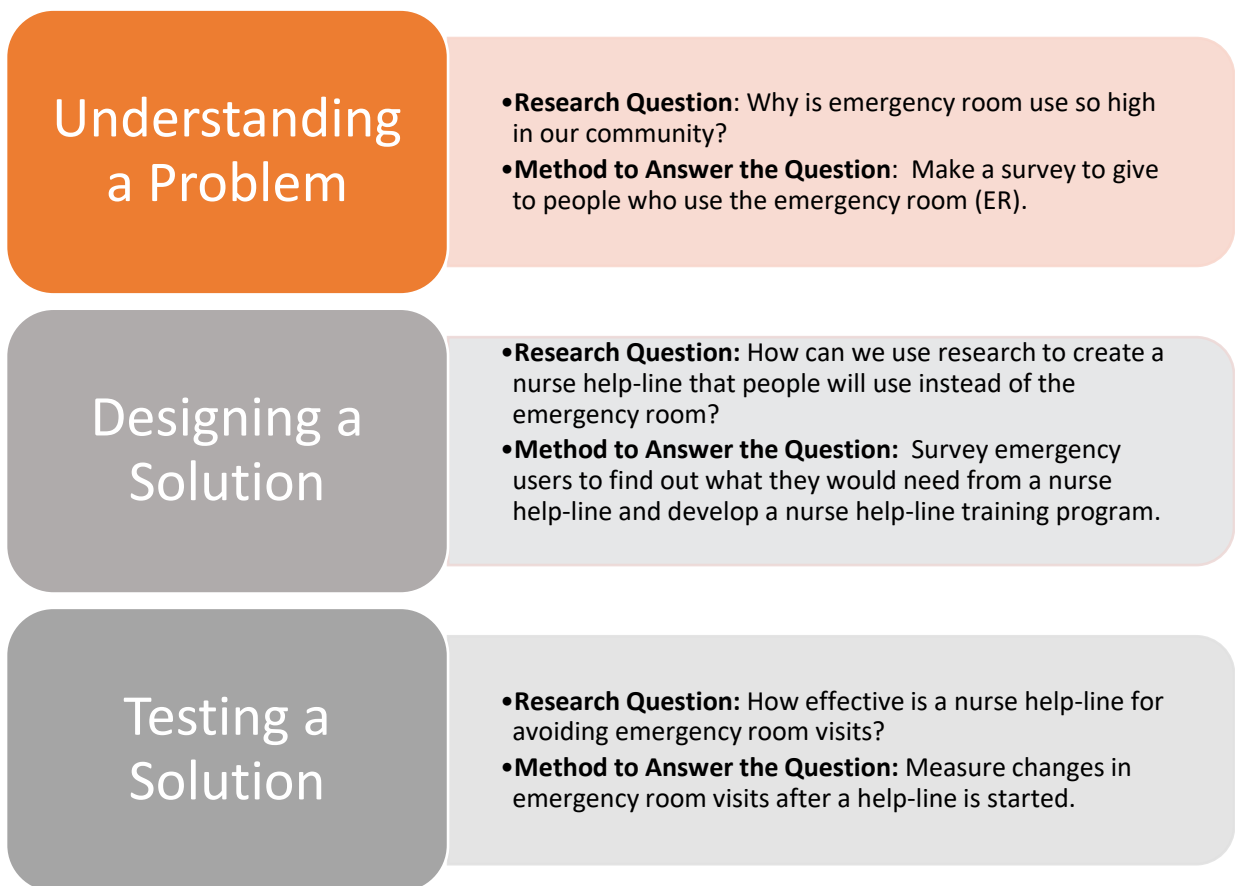 Understanding
a Problem
•Research Question: Why is emergency room use so high
in our community?
•Method to Answer the Question:  Make a survey to give
to people who use the emergency room (ER).
Designing a
Solution
•Research Question: How can we use research to create a
nurse help-line that people will use instead of the
emergency room?
•Method to Answer the Question:  Survey emergency
users to find out what they would need from a nurse
help-line and develop a nurse help-line training program.
Testing a
Solution
•Research Question: How effective is a nurse help-line for
avoiding emergency room visits?
•Method to Answer the Question: Measure changes in
emergency room visits after a help-line is started.